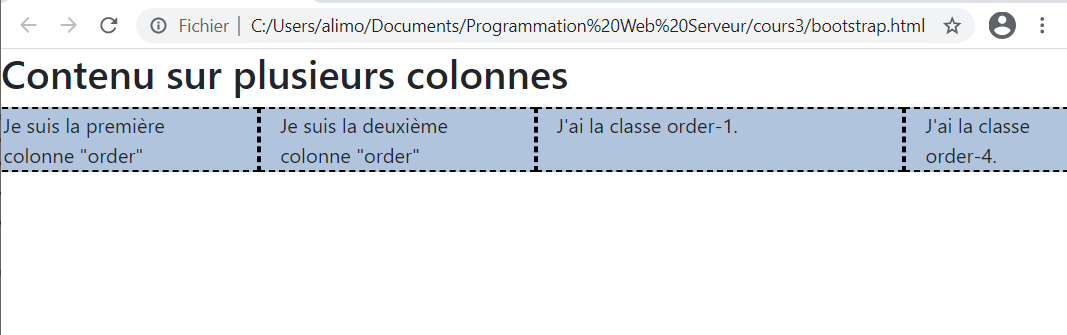 Fichier | C:/Users/alimo/Documents/Programmation%20Web%20Serveur/cours3/bootstrap.html
Contenu sur plusieurs colonnes
Je suis la première
colonne "order"
Je suis la deuxième
colonne "order"
J'ai la classe order-1.
J'ai la classe
order-4.